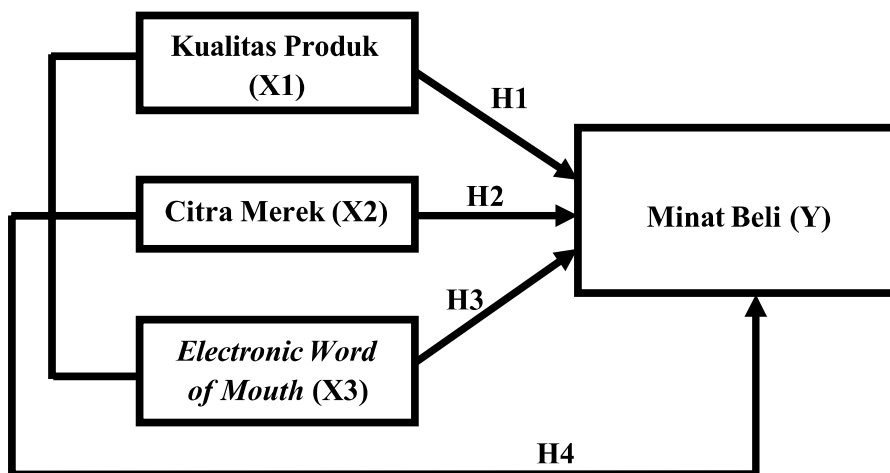 Kualitas Produk
(X1)
H1
Citra Merek (X2)
H2
Minat Beli (Y)
H3
Electronic Word
of Mouth (X3)
H4